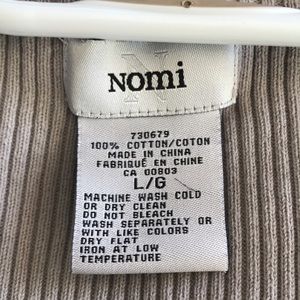 N
Nomi
730679
100% COTTON/COTON
MADE IN CHINA
FABRIQUÉ EN CHINE
CA 00803
L/G
MACHINE WASH COLD
OR DRY CLEAN
DO NOT BLEACH
WASH SEPARATELY OR
WITH LIKE COLORS
DRY FLAT
IRON AT LOW
TEMPERATURE